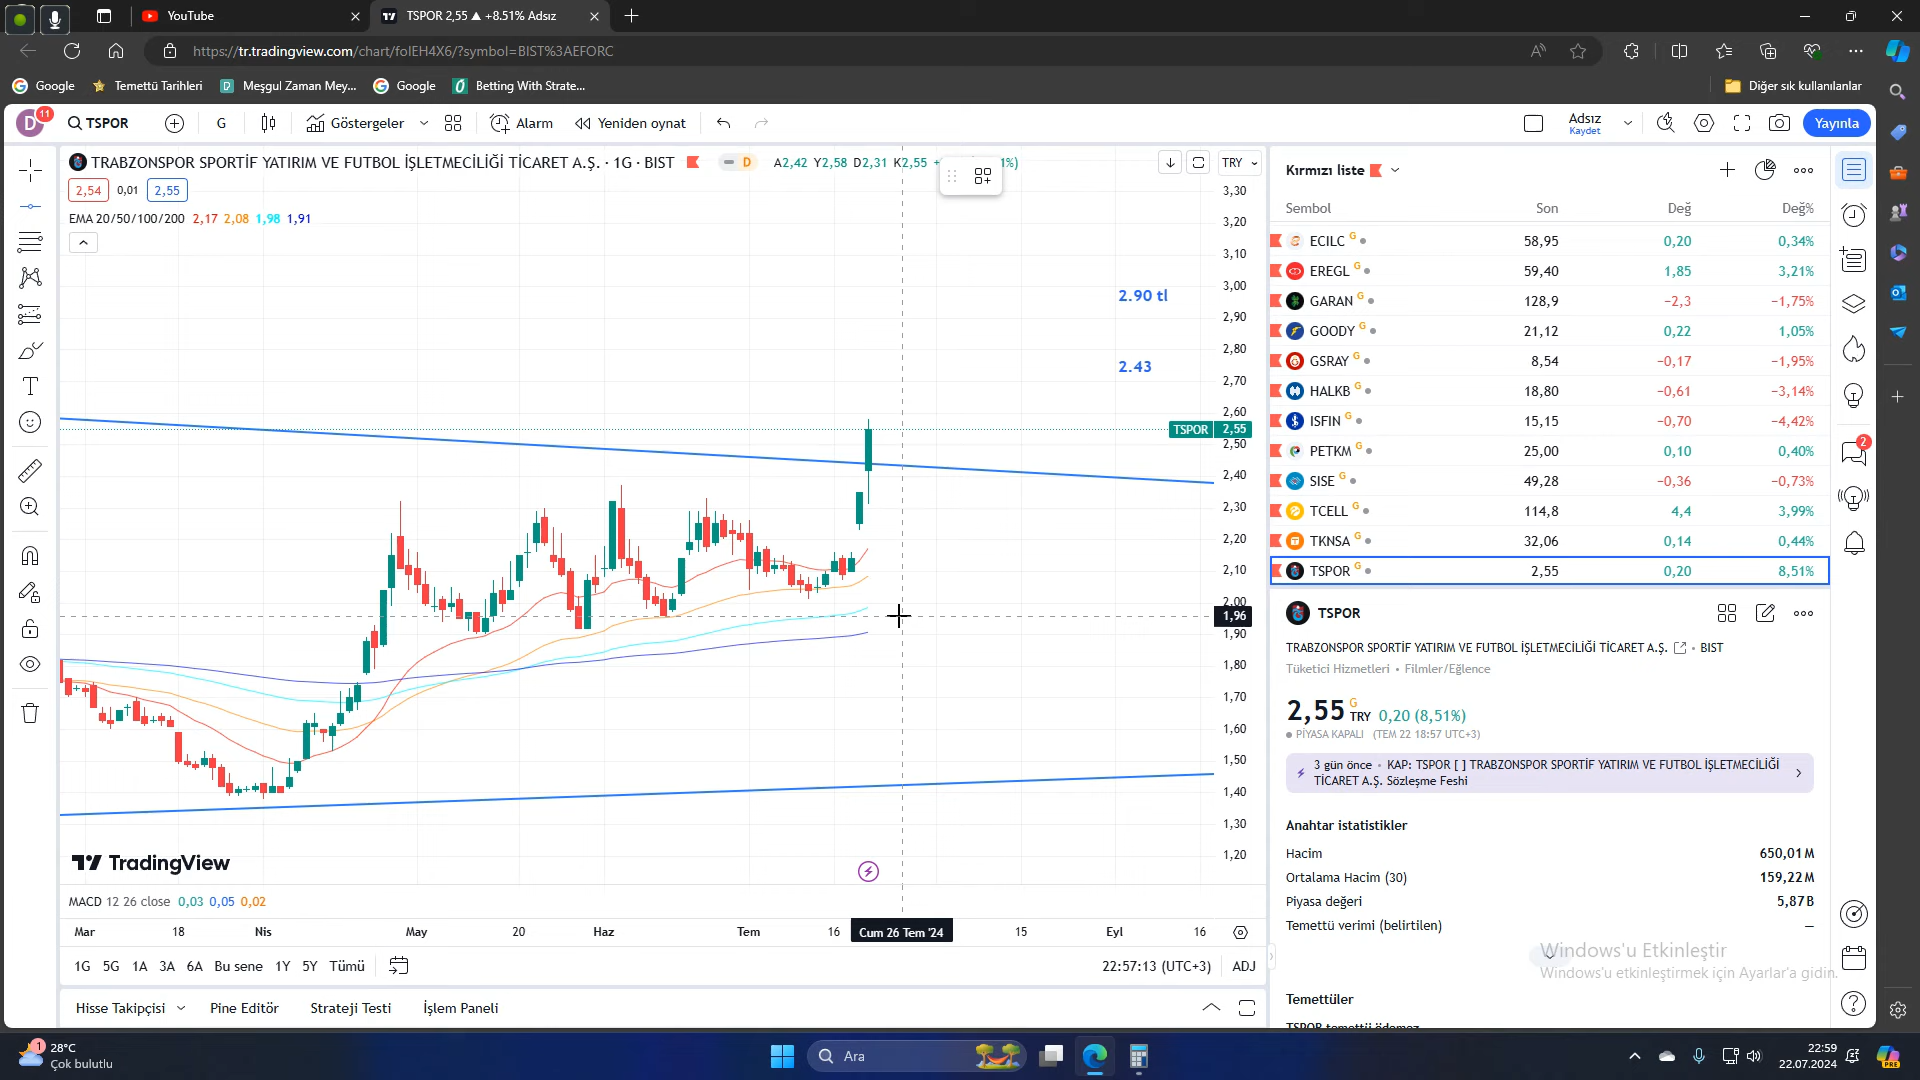 YouTube
TSPOR 2,55 ▲ +8.51% Adsız
https://tr.tradingview.com/chart/folEH4X6/?symbol=BIST%3AEFORC
Google
Temettü Tarihleri
Meşgul Zaman Mey...
Google
Betting With Strate...
Diğer sık kullanılanlar
D 11
TSPOR
G
Göstergeler
Alarm
Yeniden oynat
Adsız
Kaydet
Yayınla
TRABZONSPOR SPORTİF YATIRIM VE FUTBOL İŞLETMECİLİĞİ TİCARET A.Ş. · 1G · BIST
D
A2,42 Y2,58 D2,31 K2,55
TRY
2,54 0,01 2,55
EMA 20/50/100/200 2,17 2,08 1,98 1,91
2.90 tl
2.43
3,30
3,20
3,10
3,00
2,90
2,80
2,70
2,60
TSPOR 2,55
2,50
2,40
2,30
2,20
2,10
2,00
1,96
1,90
1,80
1,70
1,60
1,50
1,40
1,30
1,20
TradingView
MACD 12 26 close 0,03 0,05 0,02
Mar 18 Nis May 20 Haz Tem 16 Cum 26 Tem '24 15 Eyl 16
1G 5G 1A 3A 6A Bu sene 1Y 5Y Tümü
22:57:13 (UTC+3) ADJ
Hisse Takipçisi Pine Editör Strateji Testi İşlem Paneli
Kırmızı liste
Sembol Son Değ Değ%
ECILC G 58,95 0,20 0,34%
EREGL G 59,40 1,85 3,21%
GARAN G 128,9 −2,3 −1,75%
GOODY G 21,12 0,22 1,05%
GSRAY G 8,54 −0,17 −1,95%
HALKB G 18,80 −0,61 −3,14%
ISFIN G 15,15 −0,70 −4,42%
PETKM G 25,00 0,10 0,40%
SISE G 49,28 −0,36 −0,73%
TCELL G 114,8 4,4 3,99%
TKNSA G 32,06 0,14 0,44%
TSPOR G 2,55 0,20 8,51%
2
TSPOR
TRABZONSPOR SPORTİF YATIRIM VE FUTBOL İŞLETMECİLİĞİ TİCARET A.Ş. · BIST
Tüketici Hizmetleri • Filmler/Eğlence
2,55 G TRY 0,20 (8,51%)
PİYASA KAPALI (TEM 22 18:57 UTC+3)
3 gün önce • KAP: TSPOR [ ] TRABZONSPOR SPORTİF YATIRIM VE FUTBOL İŞLETMECİLİĞİ
TİCARET A.Ş. Sözleşme Feshi
Anahtar istatistikler
Hacim 650,01M
Ortalama Hacim (30) 159,22M
Piyasa değeri 5,87B
Temettü verimi (belirtilen) —
Windows'u Etkinleştir
Windows'u etkinleştirmek için Ayarlar'a gidin.
Temettüler
TSPOR temettü ödemez
1
28°C
Çok bulutlu
Ara
22:59
22.07.2024
PRE